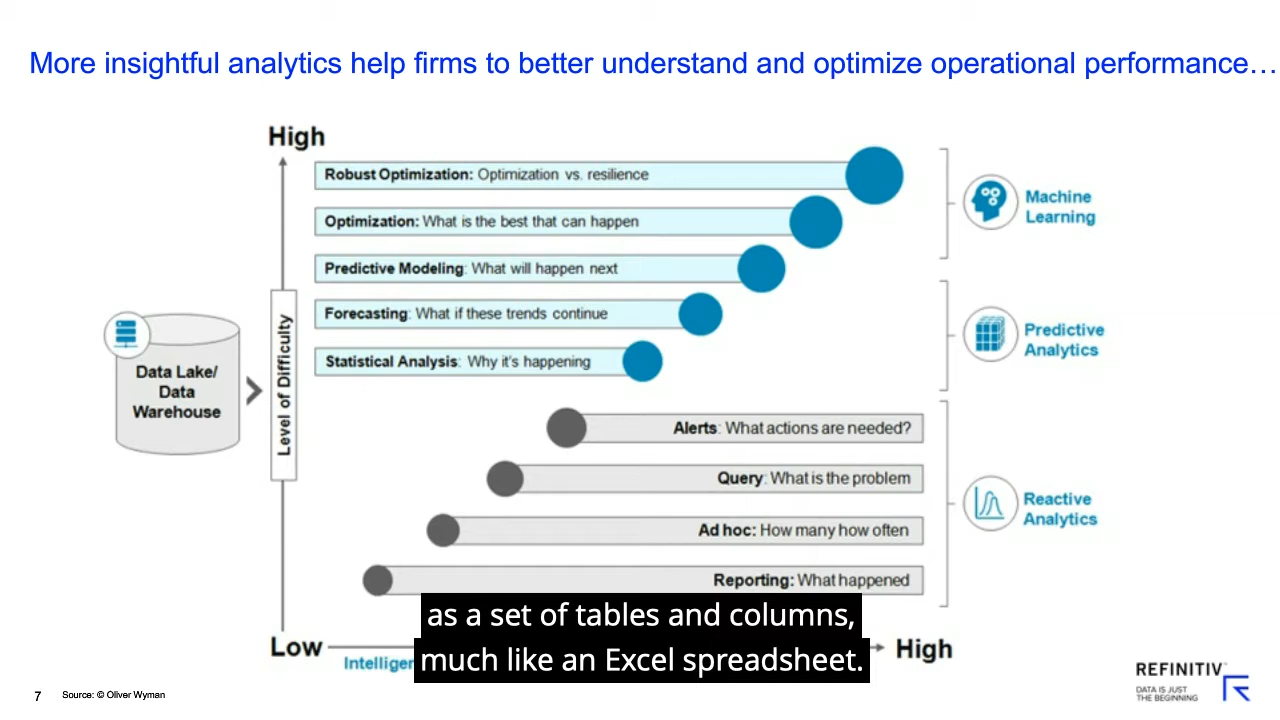 More insightful analytics help firms to better understand and optimize operational performance…
High
Robust Optimization: Optimization vs. resilience
Optimization: What is the best that can happen
Predictive Modeling: What will happen next
Forecasting: What if these trends continue
Statistical Analysis: Why it's happening
Alerts: What actions are needed?
Query: What is the problem
Ad hoc: How many how often
Reporting: What happened
Machine
Learning
Predictive
Analytics
Reactive
Analytics
Data Lake/
Data
Warehouse
Level of Difficulty
Low
High
as a set of tables and columns,
much like an Excel spreadsheet.
7
Source: © Oliver Wyman
REFINITIV
DATA IS JUST
THE BEGINNING